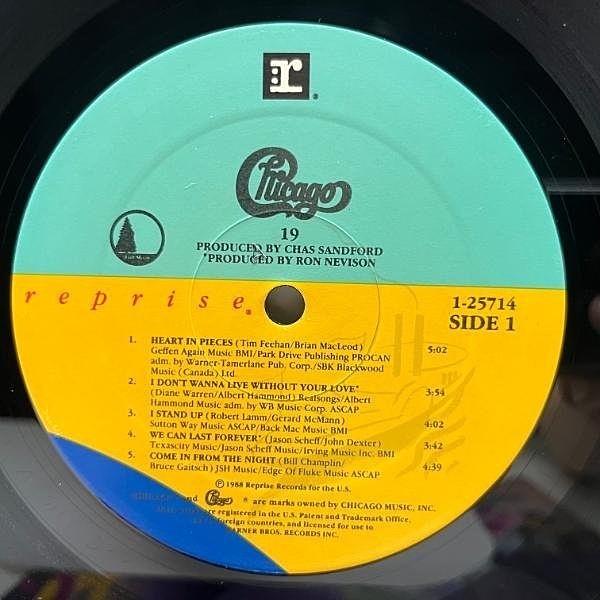 r
Chicago
19
PRODUCED BY CHAS SANDFORD
*PRODUCED BY RON NEVISON
Full Moon
reprise
1-25714
SIDE 1
1. HEART IN PIECES (Tim Feehan/Brian MacLeod) 5:02
Geffen Again Music BMI/Park Drive Publishing PROCAN
adm. by Warner-Tamerlane Pub. Corp./SBK Blackwood
Music (Canada) Ltd.
2. I DON'T WANNA LIVE WITHOUT YOUR LOVE* 3:54
(Diane Warren/Albert Hammond) Realsongs/Albert
Hammond Music adm. by WB Music Corp. ASCAP
3. I STAND UP (Robert Lamm/Gerard McMann) 4:02
Sutton Way Music ASCAP/Back Mac Music BMI
4. WE CAN LAST FOREVER* (Jason Scheff/John Dexter) 3:42
Texascity Music/Jason Scheff Music/Irving Music Inc. BMI
5. COME IN FROM THE NIGHT (Bill Champlin/ 4:39
Bruce Gaitsch) JSH Music/Edge Of Fluke Music ASCAP
© 1988 Reprise Records for the U.S.
and Chicago ® are marks owned by CHICAGO MUSIC, INC.
are registered in the U.S. Patent and Trademark Office,
foreign countries, and licensed for use to
WARNER BROS. RECORDS INC.